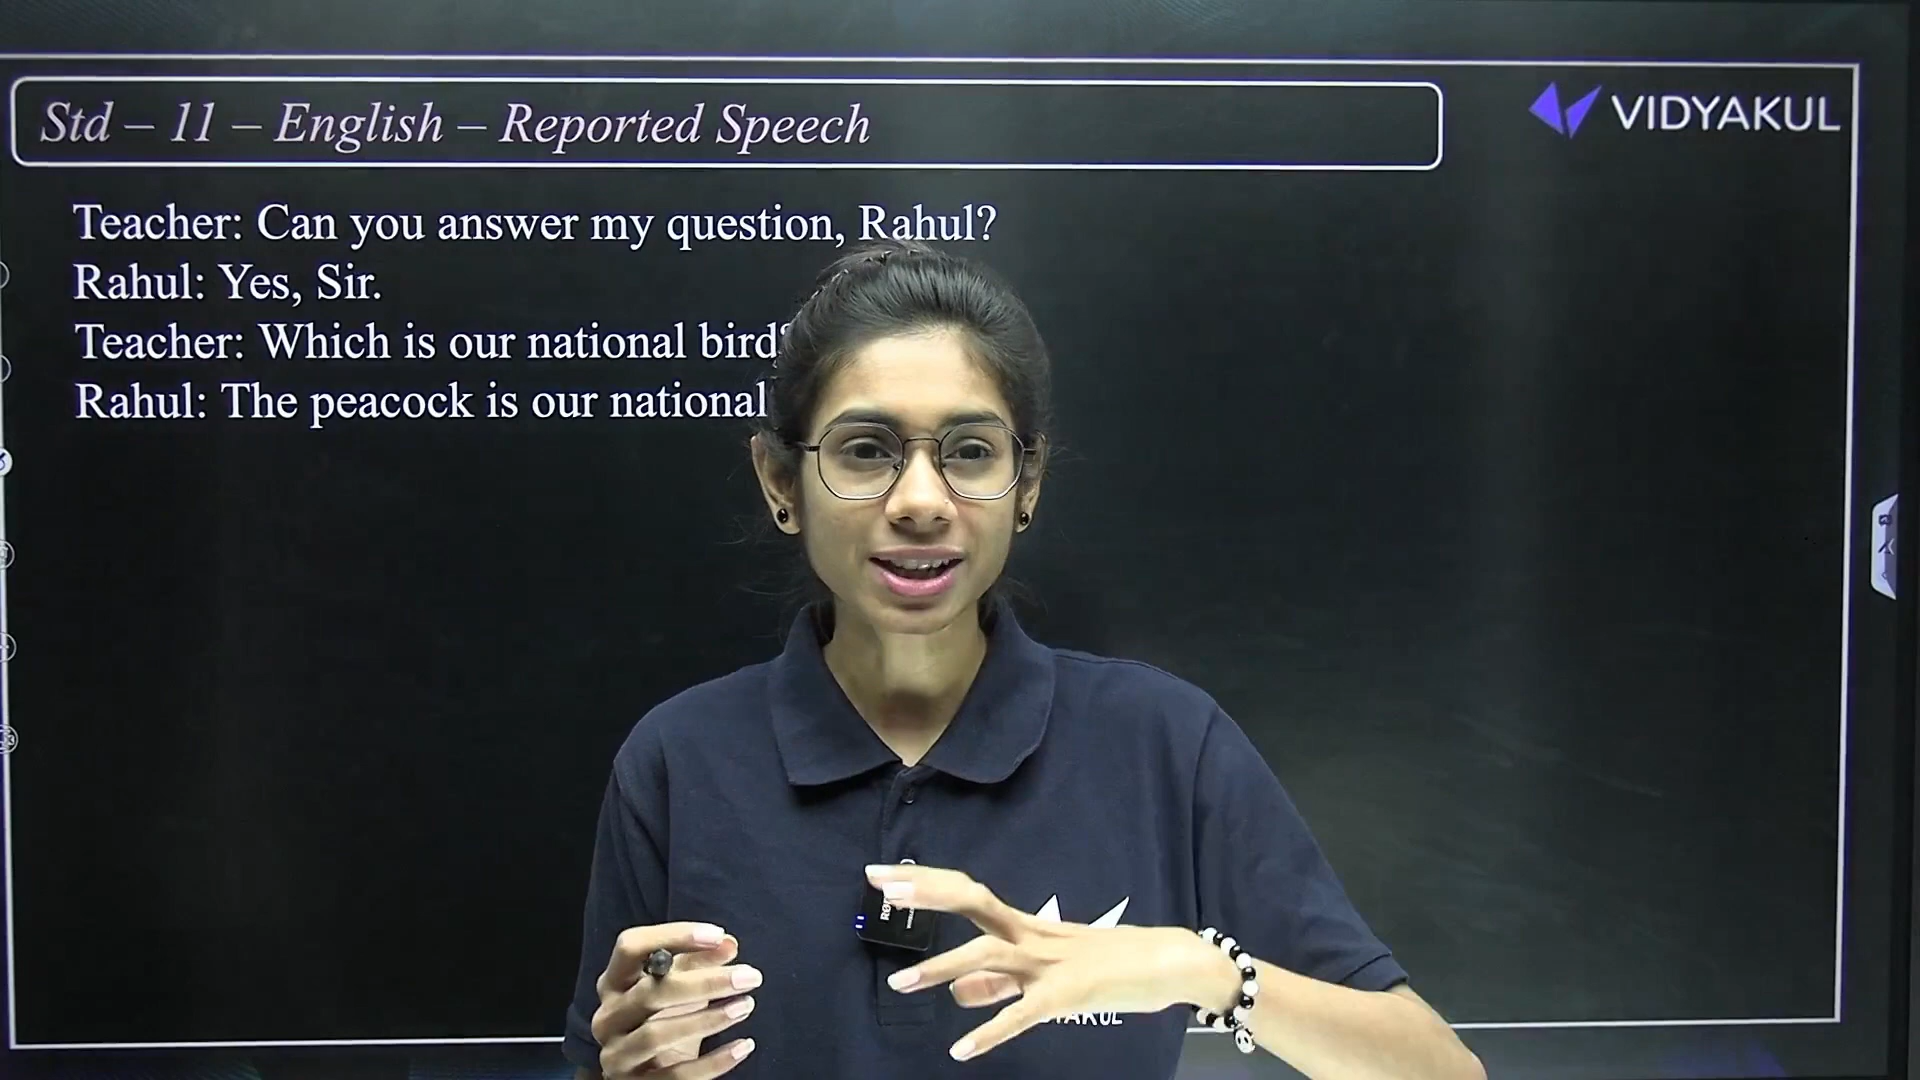 Std – 11 – English – Reported Speech
VIDYAKUL
Teacher: Can you answer my question, Rahul?
Rahul: Yes, Sir.
Teacher: Which is our national bird?
Rahul: The peacock is our national